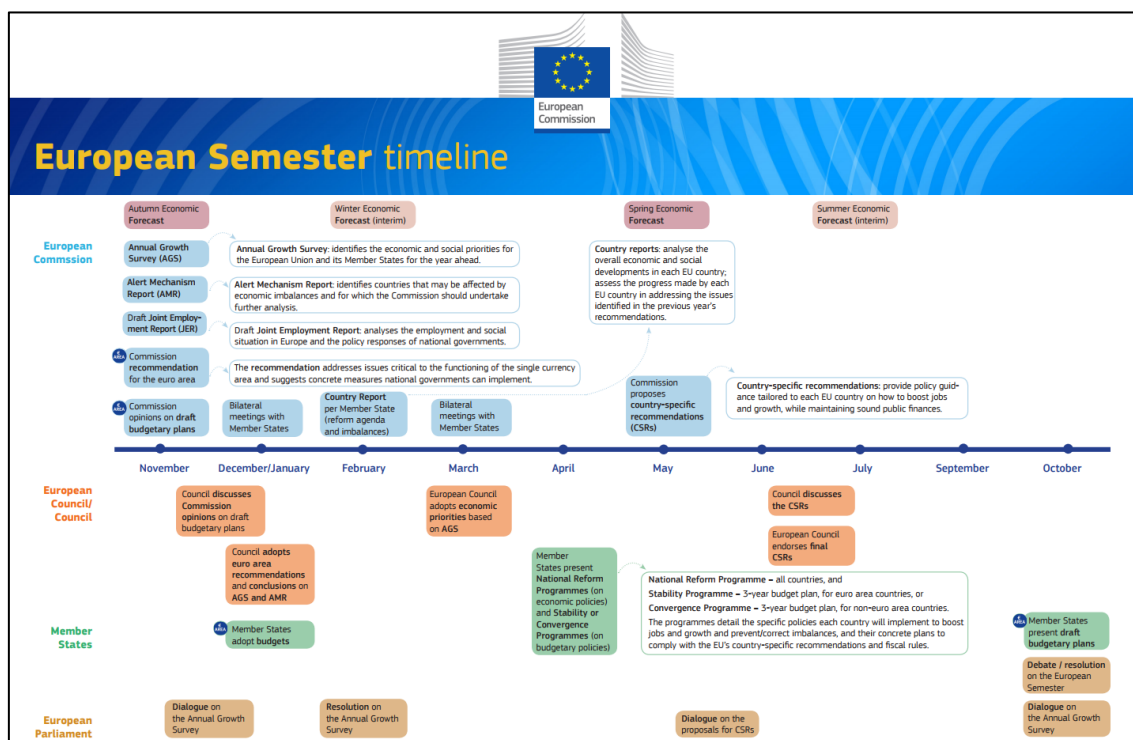 European
Commission
European Semester timeline
Autumn Economic
Forecast
Winter Economic
Forecast (interim)
Spring Economic
Forecast
Summer Economic
Forecast (interim)
European
Commssion
Annual Growth
Survey (AGS)
Annual Growth Survey: identifies the economic and social priorities for
the European Union and its Member States for the year ahead.
Country reports: analyse the
overall economic and social
developments in each EU country;
assess the progress made by each
EU country in addressing the issues
identified in the previous year's
recommendations.
Alert Mechanism
Report (AMR)
Alert Mechanism Report: identifies countries that may be affected by
economic imbalances and for which the Commission should undertake
further analysis.
Draft Joint Employ-
ment Report (JER)
Draft Joint Employment Report: analyses the employment and social
situation in Europe and the policy responses of national governments.
€
AREA
Commission
recommendation
for the euro area
The recommendation addresses issues critical to the functioning of the single currency
area and suggests concrete measures national governments can implement.
€
AREA
Commission
opinions on draft
budgetary plans
Bilateral
meetings with
Member States
Country Report
per Member State
(reform agenda
and imbalances)
Bilateral
meetings with
Member States
Commission
proposes
country-specific
recommendations
(CSRs)
Country-specific recommendations: provide policy guid-
ance tailored to each EU country on how to boost jobs
and growth, while maintaining sound public finances.
November
December/January
February
March
April
May
June
July
September
October
European
Council/
Council
Council discusses
Commission
opinions on draft
budgetary plans
European Council
adopts economic
priorities based
on AGS
Council discusses
the CSRs
European Council
endorses final
CSRs
Council adopts
euro area
recommendations
and conclusions on
AGS and AMR
Member
States
€
AREA
Member States
adopt budgets
Member
States present
National Reform
Programmes (on
economic policies)
and Stability or
Convergence
Programmes (on
budgetary policies)
National Reform Programme – all countries, and
Stability Programme – 3-year budget plan, for euro area countries, or
Convergence Programme – 3-year budget plan, for non-euro area countries.
The programmes detail the specific policies each country will implement to boost
jobs and growth and prevent/correct imbalances, and their concrete plans to
comply with the EU's country-specific recommendations and fiscal rules.
€
AREA
Member States
present draft
budgetary plans
Debate / resolution
on the European
Semester
European
Parliament
Dialogue on
the Annual Growth
Survey
Resolution on
the Annual Growth
Survey
Dialogue on the
proposals for CSRs
Dialogue on
the Annual Growth
Survey